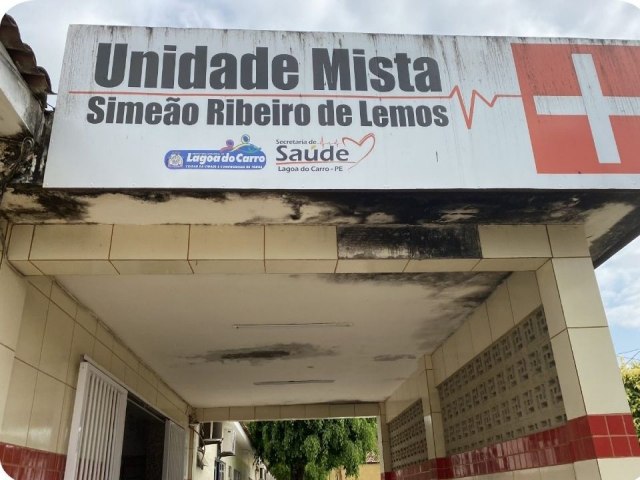 Unidade Mista
Simeão Ribeiro de Lemos
Lagoa do Carro
Secretaria de
Saúde
Lagoa do Carro - PE